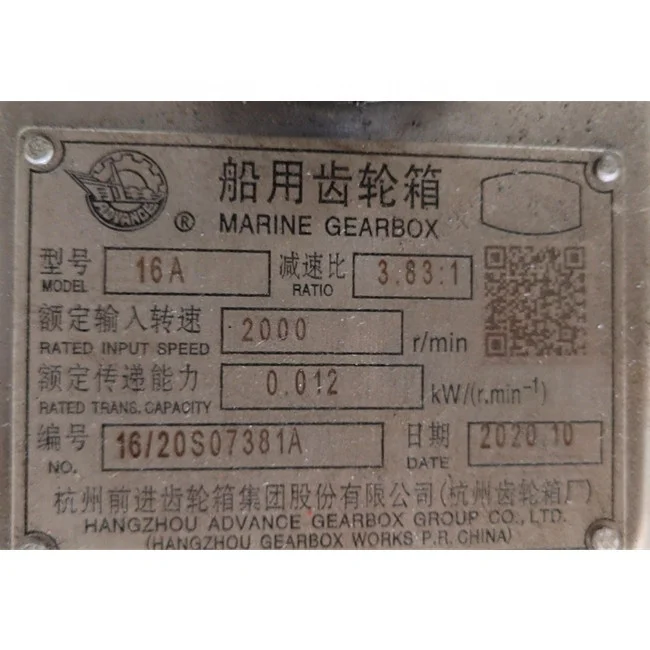 ADVANCE ®
船用齿轮箱
MARINE GEARBOX
型号 16A 减速比 3.83:1
MODEL RATIO
额定输入转速 2000 r/min
RATED INPUT SPEED
额定传递能力 0.012 kW/(r.min⁻¹)
RATED TRANS. CAPACITY
编号 16/20S07381A 日期 2020.10
NO. DATE
杭州前进齿轮箱集团股份有限公司(杭州齿轮箱厂)
HANGZHOU ADVANCE GEARBOX GROUP CO., LTD.
(HANGZHOU GEARBOX WORKS P.R. CHINA)